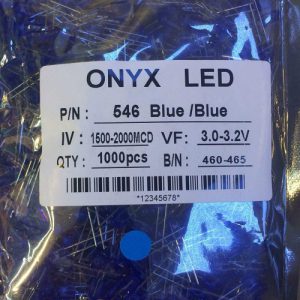 ONYX LED
P/N : 546 Blue /Blue
IV : 1500-2000MCD VF: 3.0-3.2V
QTY : 1000pcs B/N : 460-465
*12345678*